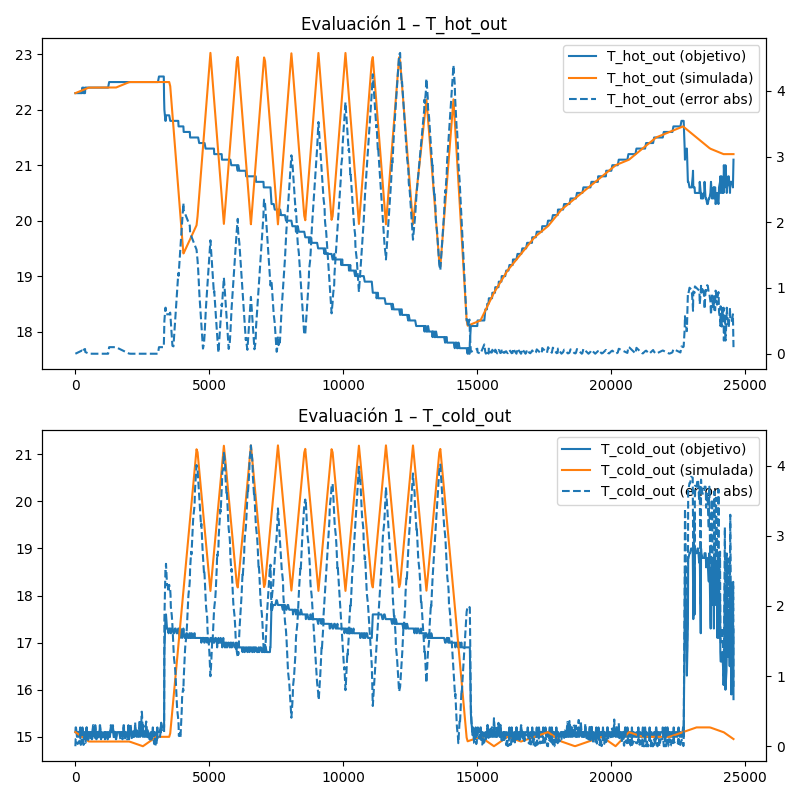 Evaluación 1 – T_hot_out
T_hot_out (objetivo)
T_hot_out (simulada)
T_hot_out (error abs)
23
22
21
20
19
18
4
3
2
1
0
0 5000 10000 15000 20000 25000
Evaluación 1 – T_cold_out
T_cold_out (objetivo)
T_cold_out (simulada)
T_cold_out (error abs)
21
20
19
18
17
16
15
4
3
2
1
0
0 5000 10000 15000 20000 25000